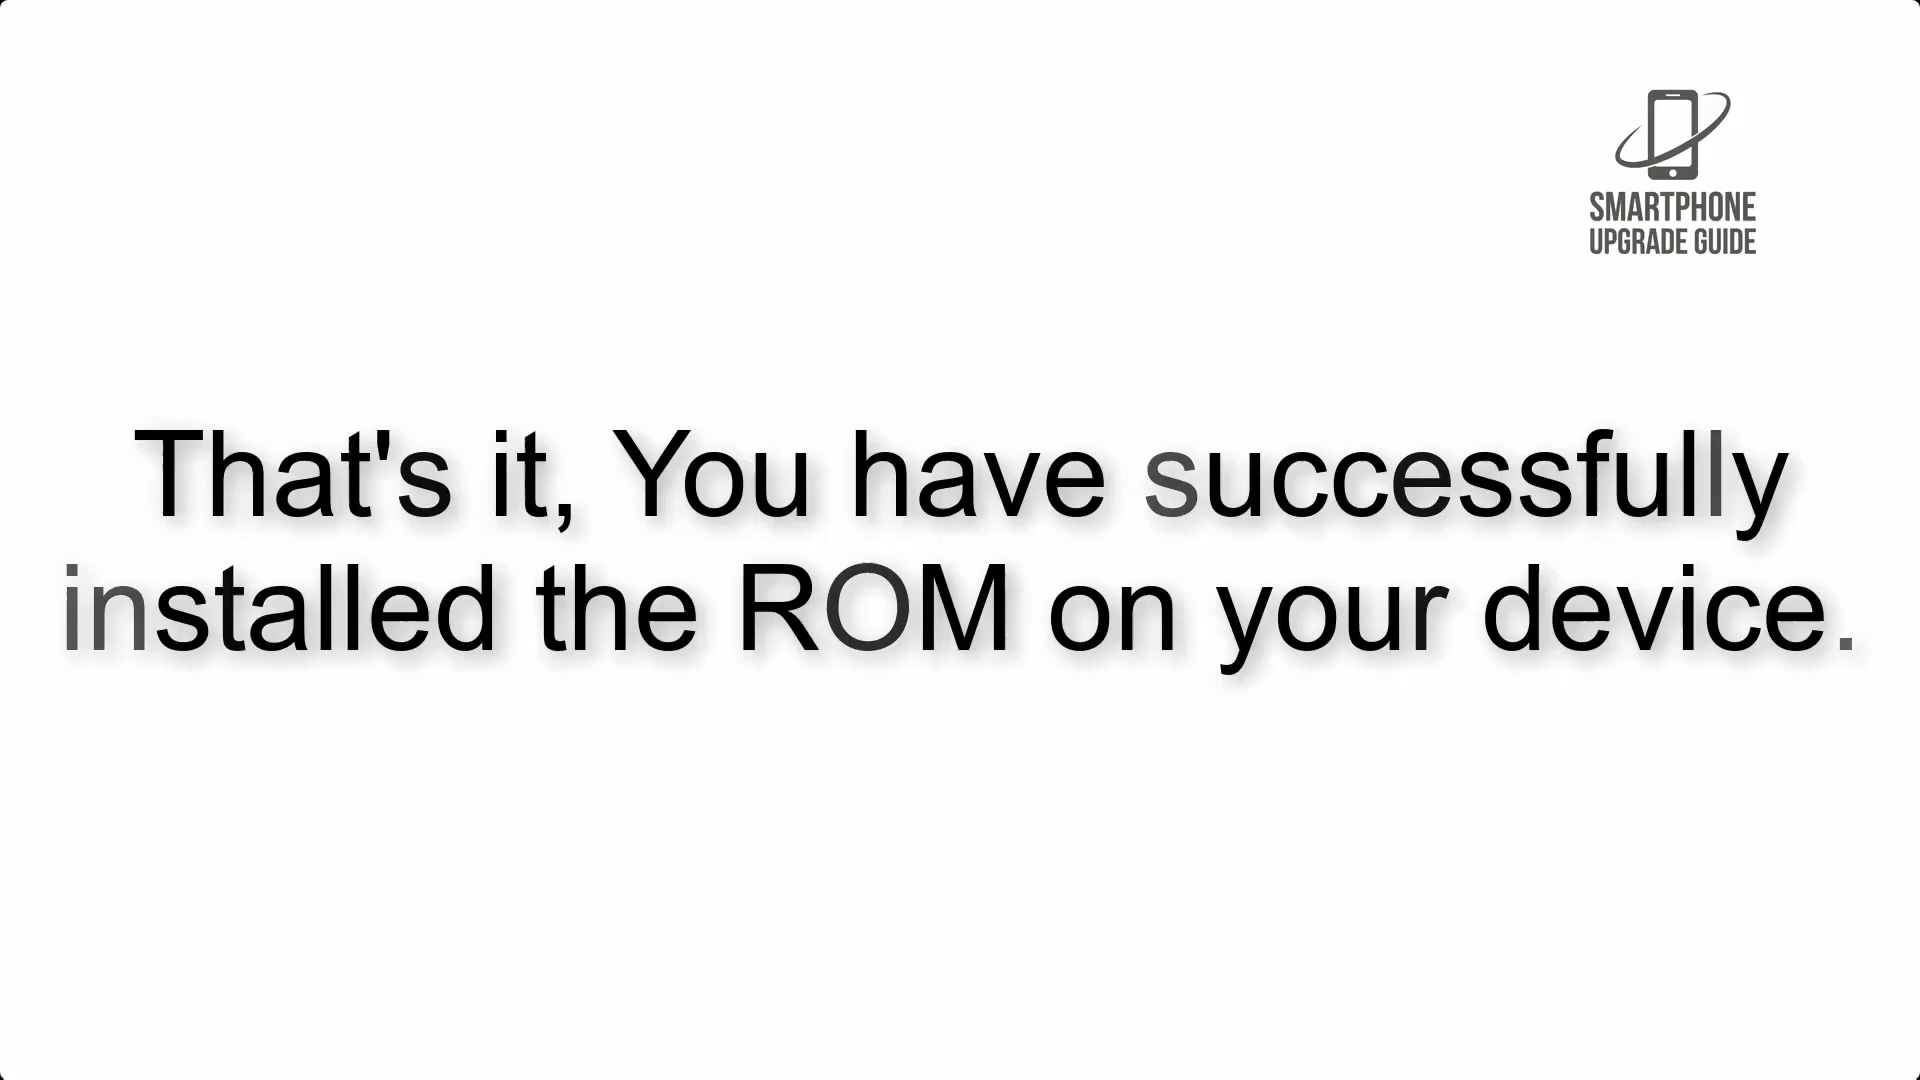 SMARTPHONE
UPGRADE GUIDE
That's it, You have successfully
installed the ROM on your device.